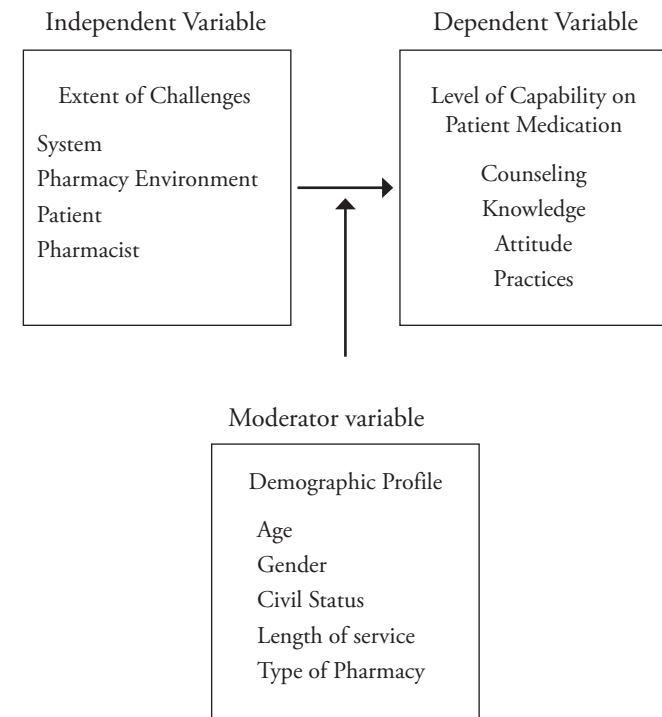 Independent Variable
Extent of Challenges
System
Pharmacy Environment
Patient
Pharmacist
Dependent Variable
Level of Capability on
Patient Medication
Counseling
Knowledge
Attitude
Practices
Moderator variable
Demographic Profile
Age
Gender
Civil Status
Length of service
Type of Pharmacy